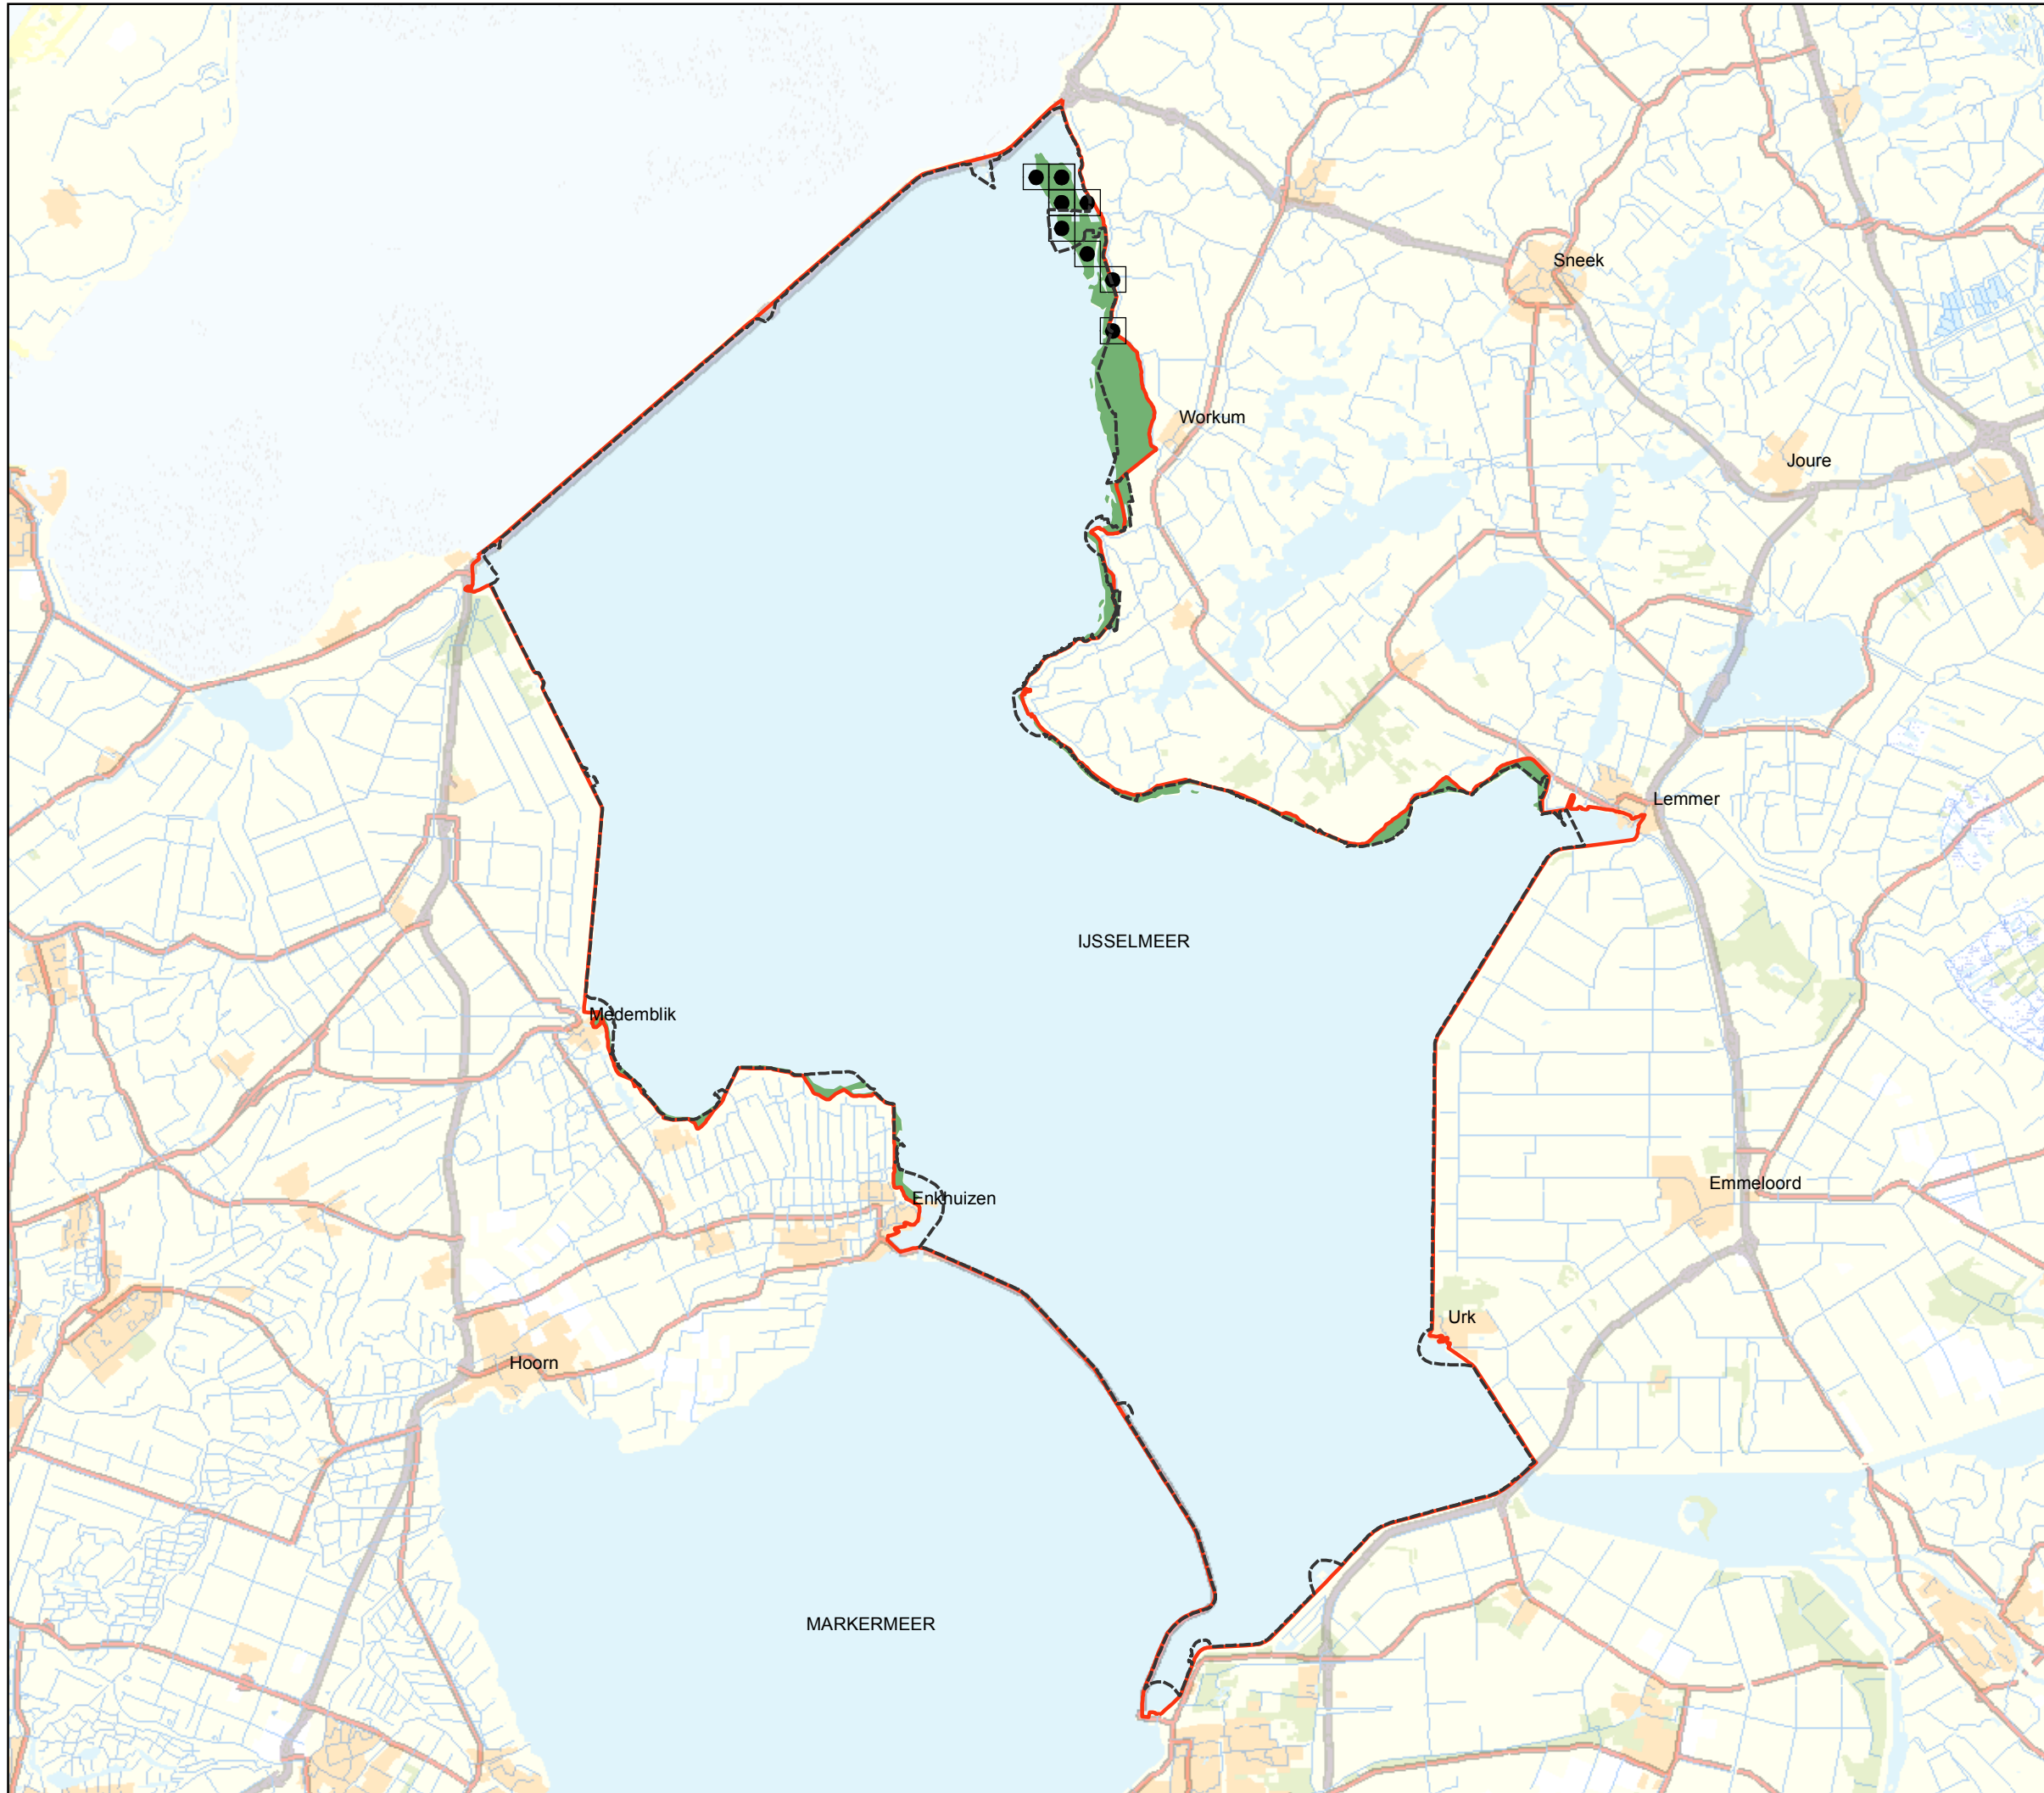 Sneek
Workum
Joure
Lemmer
IJSSELMEER
Medemblik
Emmeloord
Enkhuizen
Urk
Hoorn
MARKERMEER